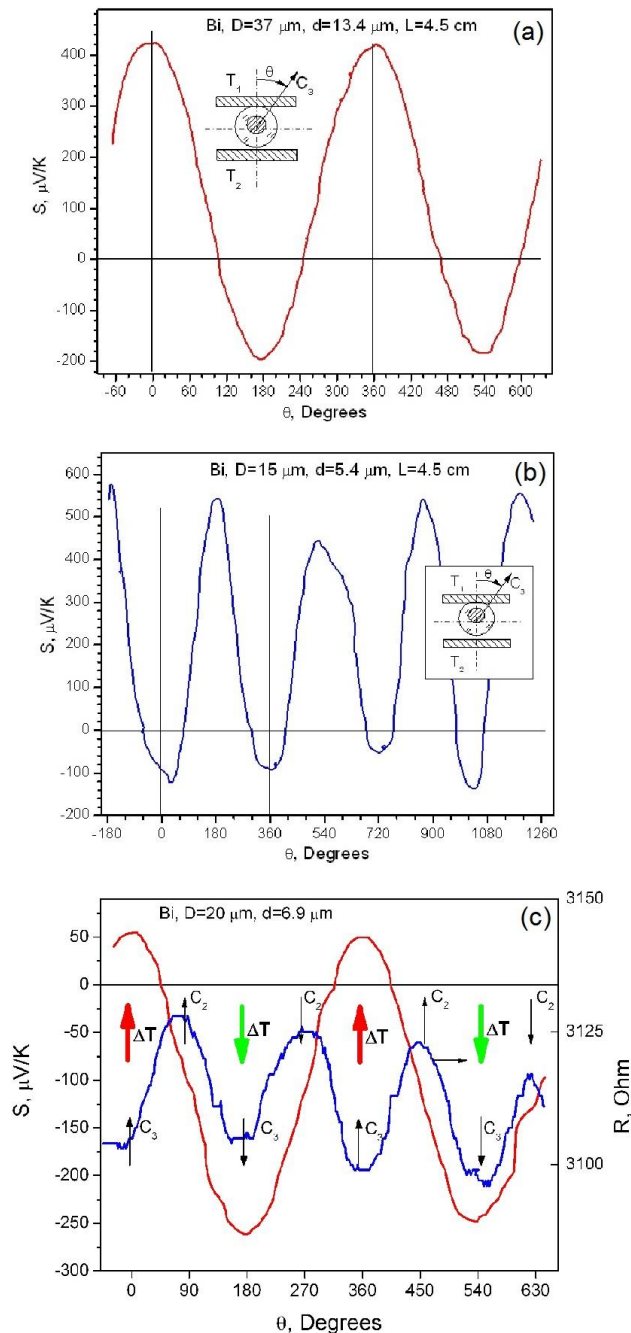 Bi, D=37 μm, d=13.4 μm, L=4.5 cm
(a)
S, μV/K
400
300
200
100
0
-100
-200
T1
θ
C3
T2
-60 0 60 120 180 240 300 360 420 480 540 600
θ, Degrees
Bi, D=15 μm, d=5.4 μm, L=4.5 cm
(b)
S, μV/K
600
500
400
300
200
100
0
-100
-200
T1
θ
C3
T2
-180 0 180 360 540 720 900 1080 1260
θ, Degrees
Bi, D=20 μm, d=6.9 μm
(c)
S, μV/K
50
0
-50
-100
-150
-200
-250
-300
3150
3125
3100
R, Ohm
C2 C2 C2 C2
ΔT ΔT ΔT ΔT
C3 C3 C3 C3
0 90 180 270 360 450 540 630
θ, Degrees